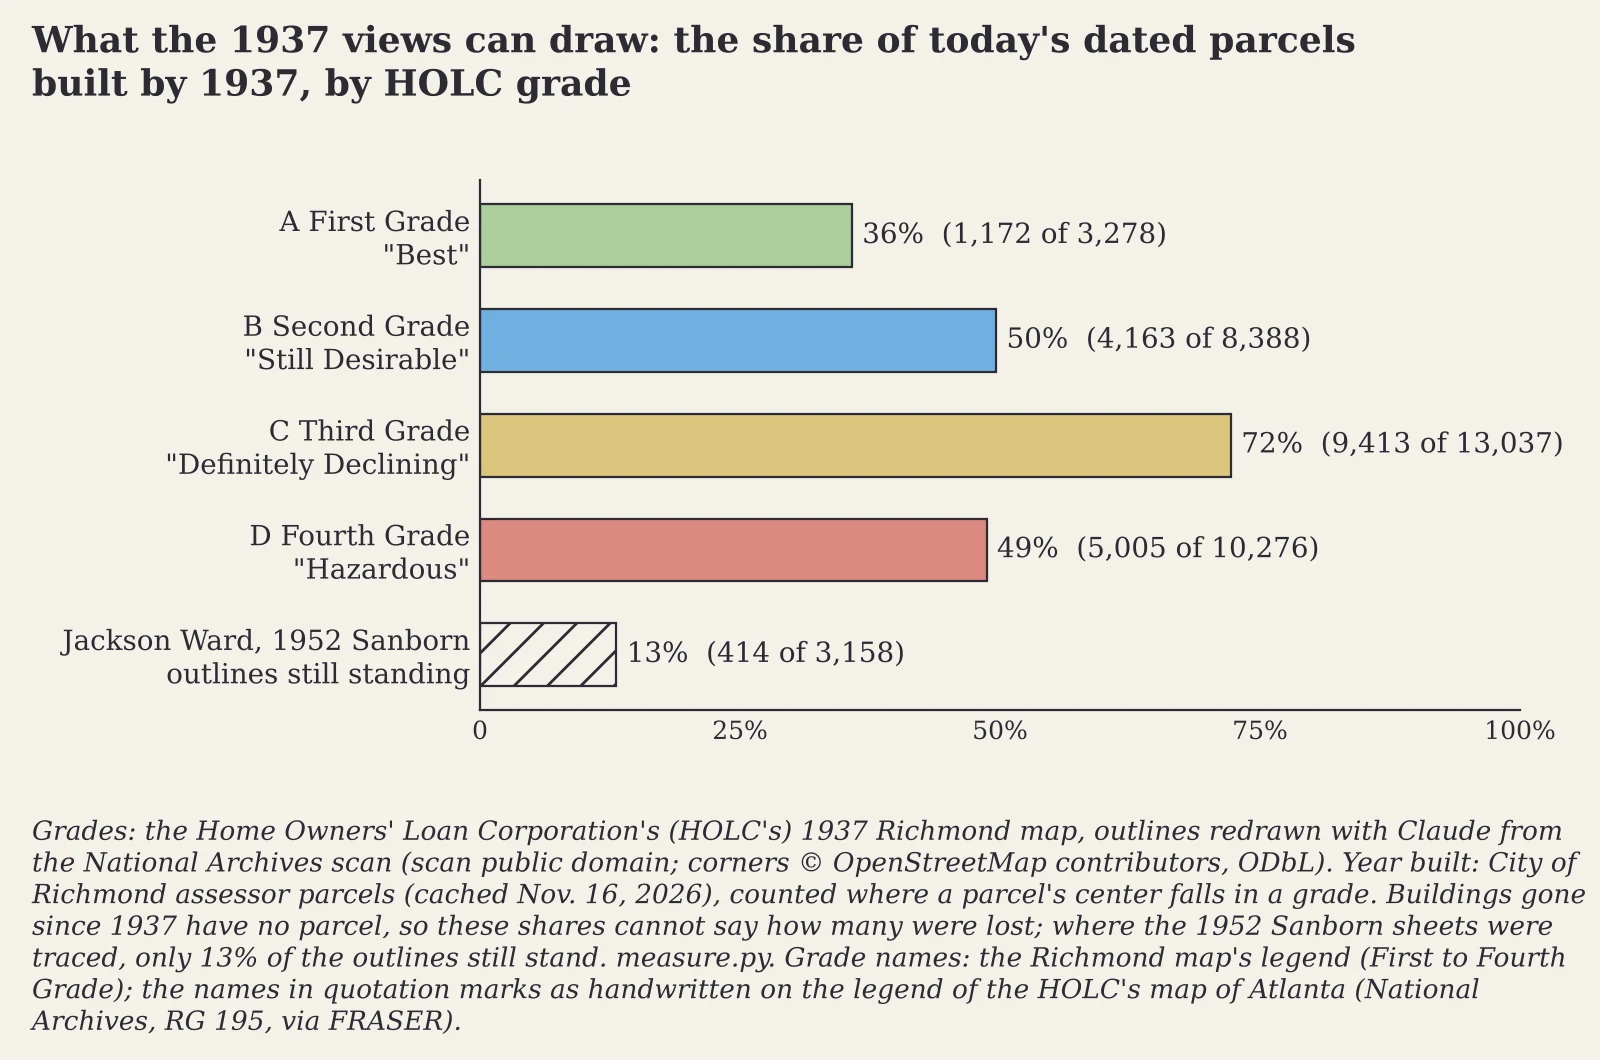 What the 1937 views can draw: the share of today's dated parcels
built by 1937, by HOLC grade
A First Grade
"Best"
36% (1,172 of 3,278)
B Second Grade
"Still Desirable"
50% (4,163 of 8,388)
C Third Grade
"Definitely Declining"
72% (9,413 of 13,037)
D Fourth Grade
"Hazardous"
49% (5,005 of 10,276)
Jackson Ward, 1952 Sanborn
outlines still standing
13% (414 of 3,158)
0 25% 50% 75% 100%
Grades: the Home Owners' Loan Corporation's (HOLC's) 1937 Richmond map, outlines redrawn with Claude from
the National Archives scan (scan public domain; corners © OpenStreetMap contributors, ODbL). Year built: City of
Richmond assessor parcels (cached Nov. 16, 2026), counted where a parcel's center falls in a grade. Buildings gone
since 1937 have no parcel, so these shares cannot say how many were lost; where the 1952 Sanborn sheets were
traced, only 13% of the outlines still stand. measure.py. Grade names: the Richmond map's legend (First to Fourth
Grade); the names in quotation marks as handwritten on the legend of the HOLC's map of Atlanta (National
Archives, RG 195, via FRASER).